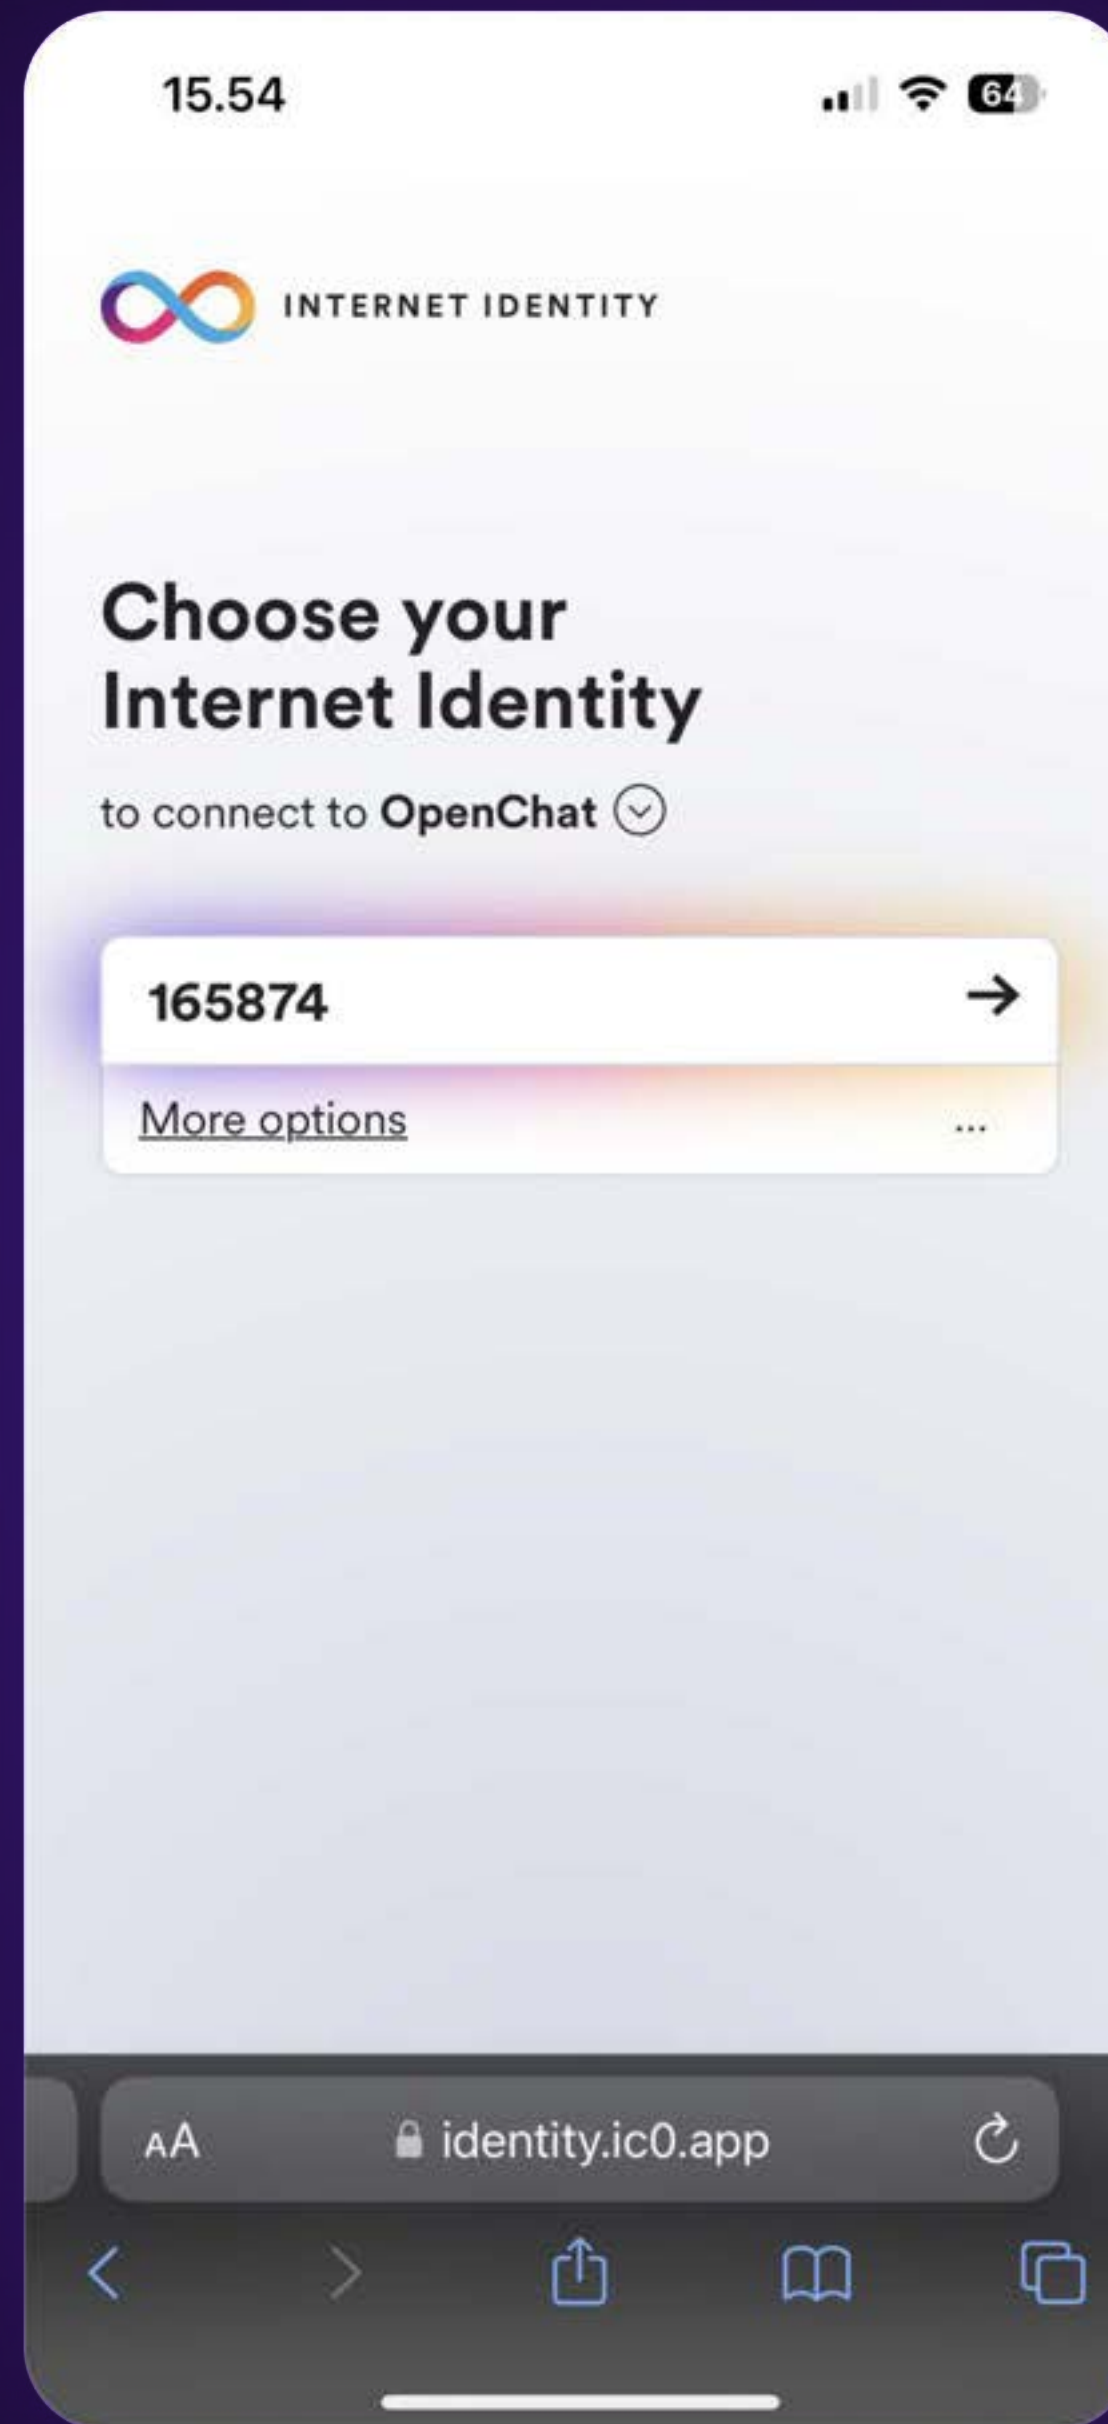 15.54
64
INTERNET IDENTITY
Choose your
Internet Identity
to connect to OpenChat
165874
More options
...
AA
identity.ic0.app